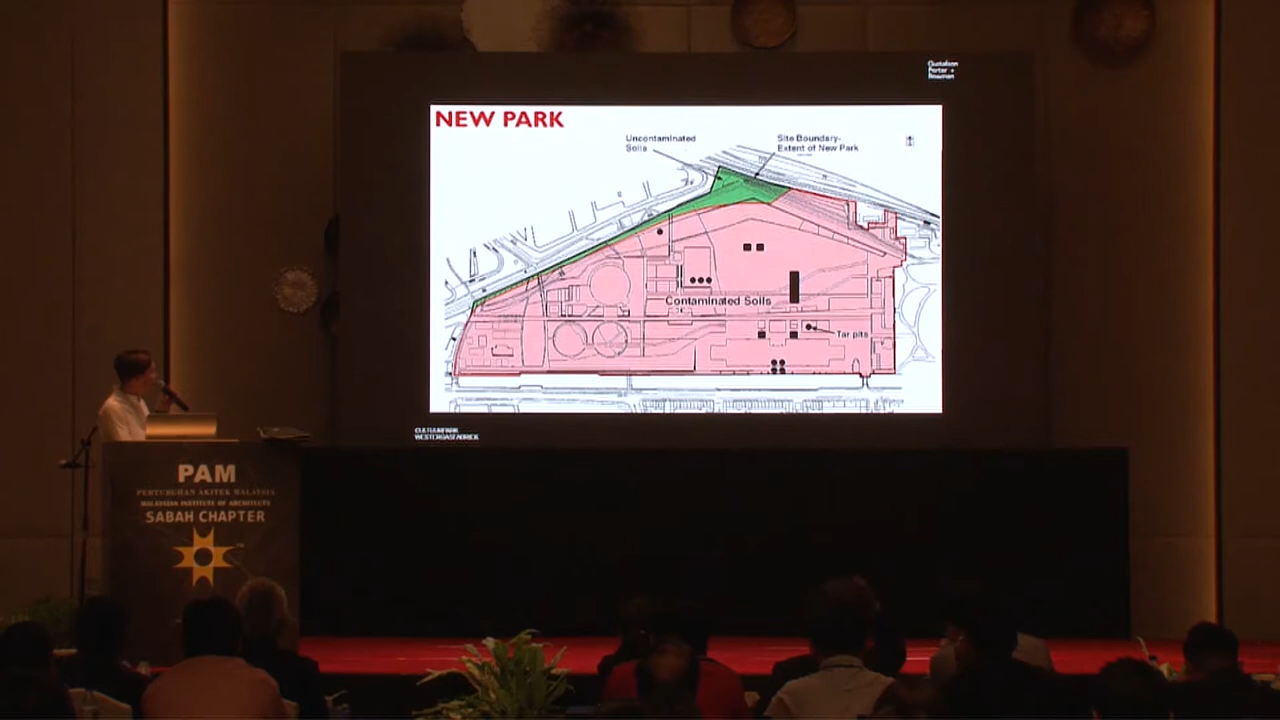 Gustafson
Porter +
Bowman
NEW PARK
Uncontaminated
Soils
Site Boundary-
Extent of New Park
Contaminated Soils
Tar pits
CULTUURPARK
WESTERGASFABRIEK
PAM
PERTUBUHAN AKITEK MALAYSIA
MALAYSIAN INSTITUTE OF ARCHITECTS
SABAH CHAPTER